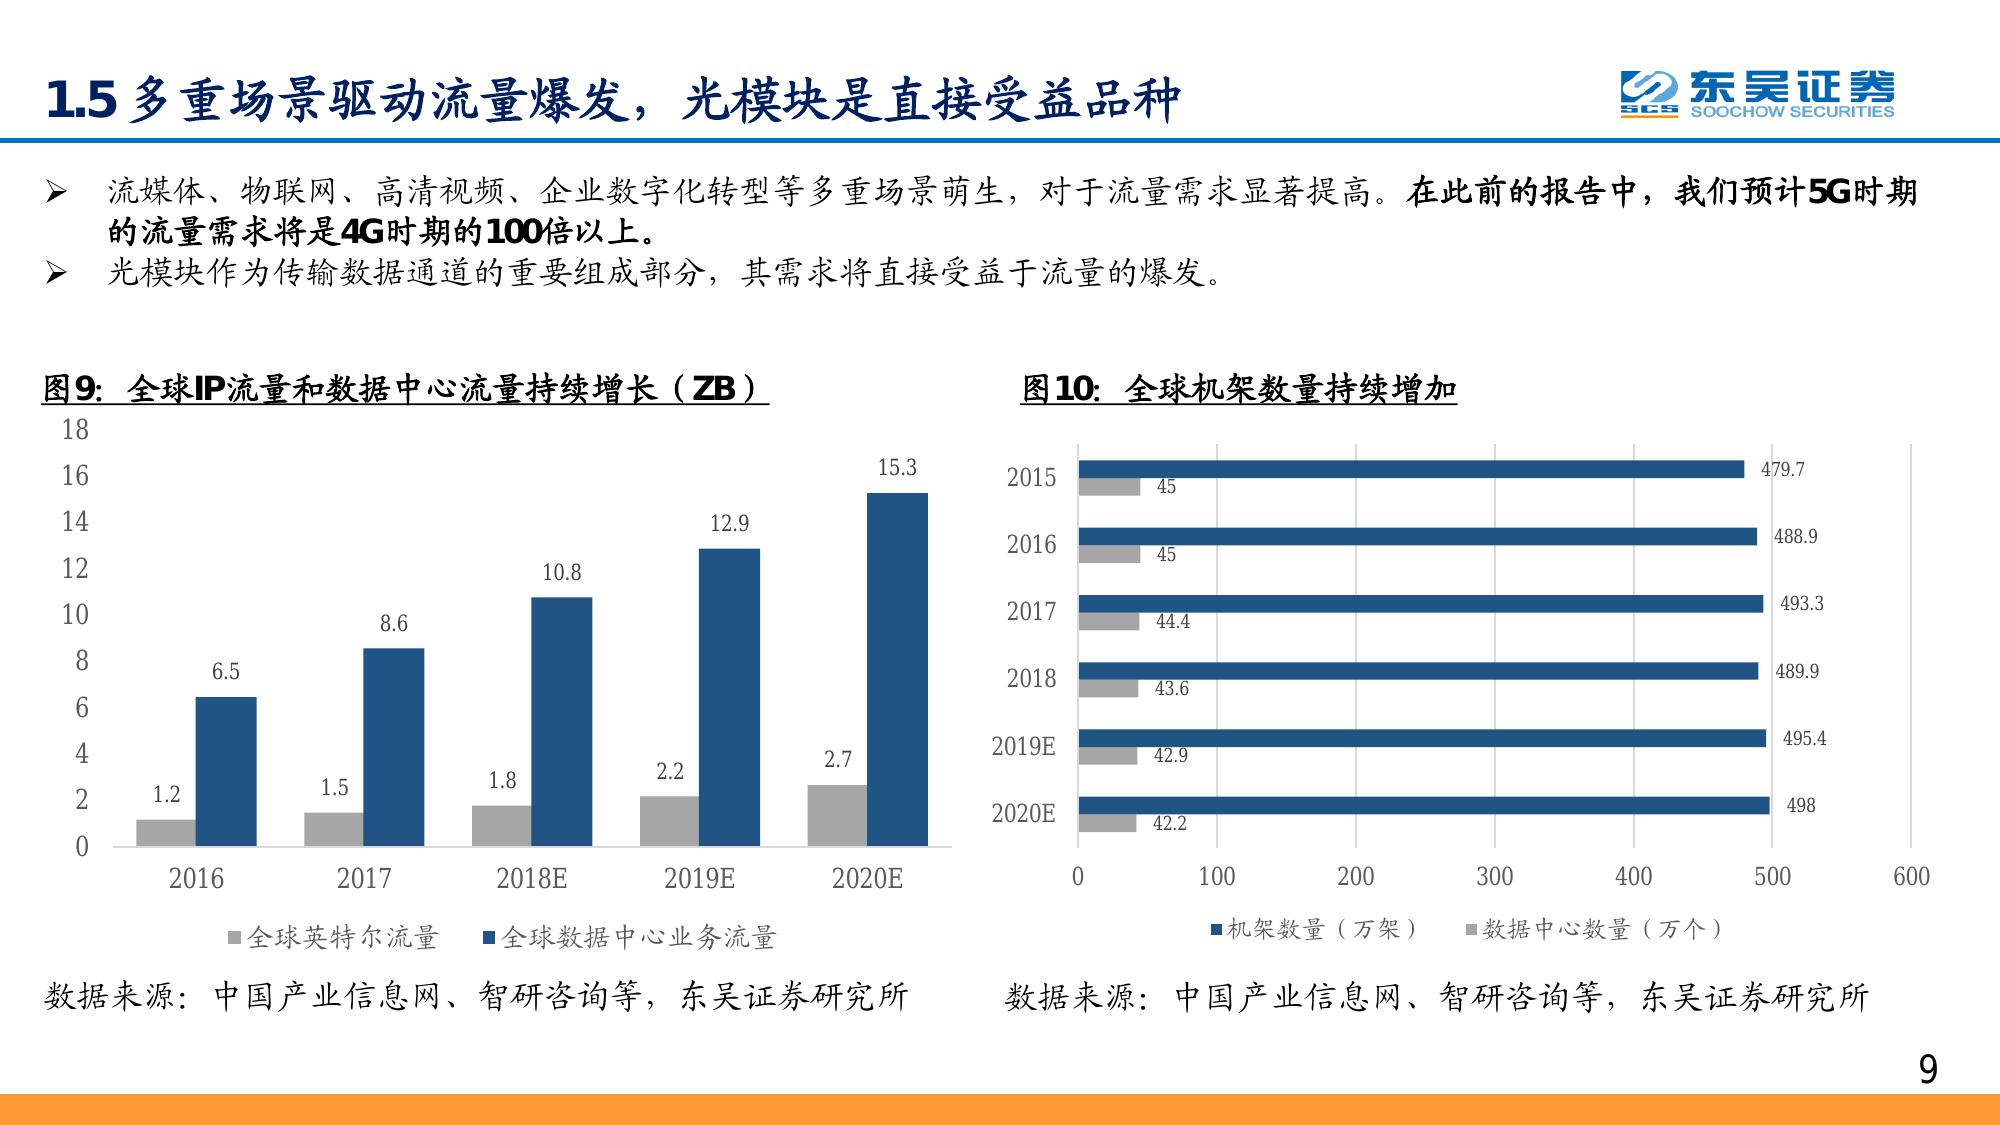 1.5 多重场景驱动流量爆发，光模块是直接受益品种
SCS 东吴证券
SOOCHOW SECURITIES
➢ 流媒体、物联网、高清视频、企业数字化转型等多重场景萌生，对于流量需求显著提高。在此前的报告中，我们预计5G时期
的流量需求将是4G时期的100倍以上。
➢ 光模块作为传输数据通道的重要组成部分，其需求将直接受益于流量的爆发。
图9：全球IP流量和数据中心流量持续增长（ZB）
18
16
14
12
10
8
6
4
2
0
1.2
6.5
1.5
8.6
1.8
10.8
2.2
12.9
2.7
15.3
2016 2017 2018E 2019E 2020E
全球英特尔流量 全球数据中心业务流量
数据来源：中国产业信息网、智研咨询等，东吴证券研究所
图10：全球机架数量持续增加
2015 479.7
45
2016 488.9
45
2017 493.3
44.4
2018 489.9
43.6
2019E 495.4
42.9
2020E 498
42.2
0 100 200 300 400 500 600
机架数量（万架） 数据中心数量（万个）
数据来源：中国产业信息网、智研咨询等，东吴证券研究所
9